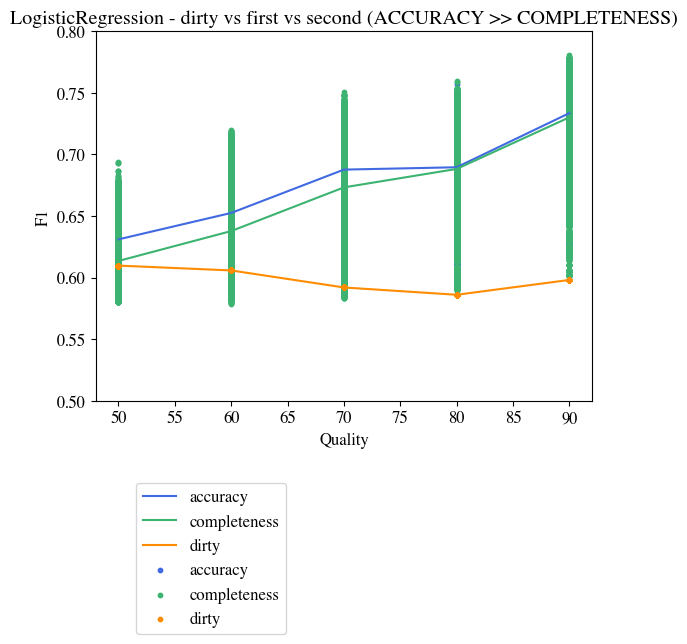 LogisticRegression - dirty vs first vs second (ACCURACY >> COMPLETENESS)
0.80
0.75
0.70
0.65
0.60
0.55
0.50
F1
50 55 60 65 70 75 80 85 90
Quality
accuracy
completeness
dirty
accuracy
completeness
dirty